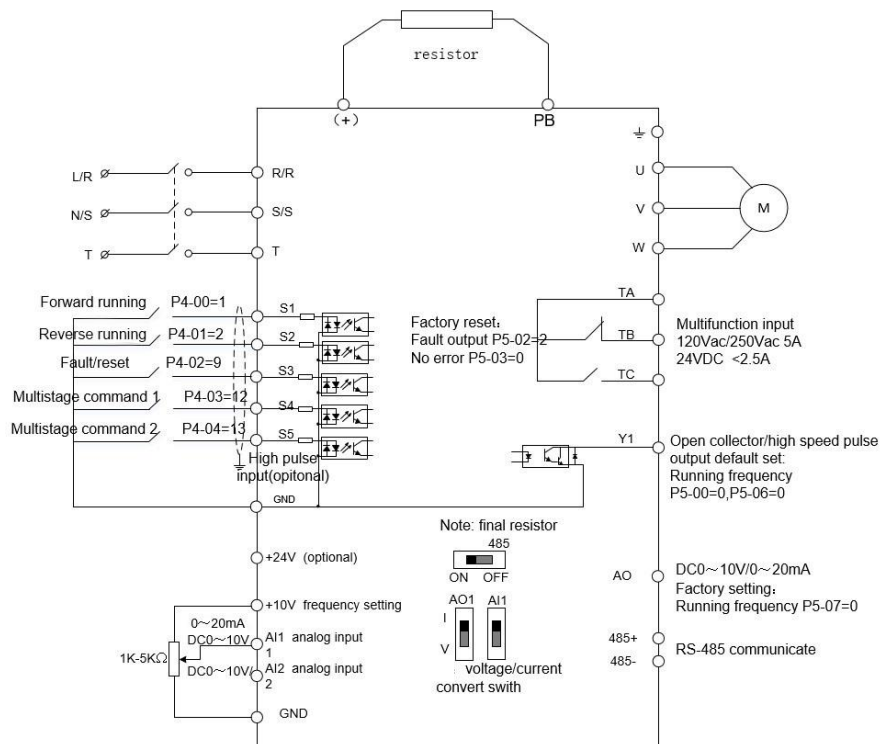 resistor
(+)
PB
L/R
R/R
N/S
S/S
T
T
U
V
W
M
Forward running P4-00=1
S1
Reverse running P4-01=2
S2
Fault/reset P4-02=9
S3
Multistage command 1 P4-03=12
S4
Multistage command 2 P4-04=13
S5
High pulse
input(opitonal)
GND
Factory reset:
Fault output P5-02=2
No error P5-03=0
TA
TB
TC
Multifunction input
120Vac/250Vac 5A
24VDC <2.5A
Y1
Open collector/high speed pulse
output default set:
Running frequency
P5-00=0,P5-06=0
Note: final resistor
485
ON OFF
AO1 AI1
I
V
voltage/current
convert swith
+24V (optional)
+10V frequency setting
0～20mA
DC0～10V
AI1 analog input
1
1K-5KΩ
DC0～10V/
AI2 analog input
2
GND
AO
DC0～10V/0～20mA
Factory setting:
Running frequency P5-07=0
485+
485-
RS-485 communicate